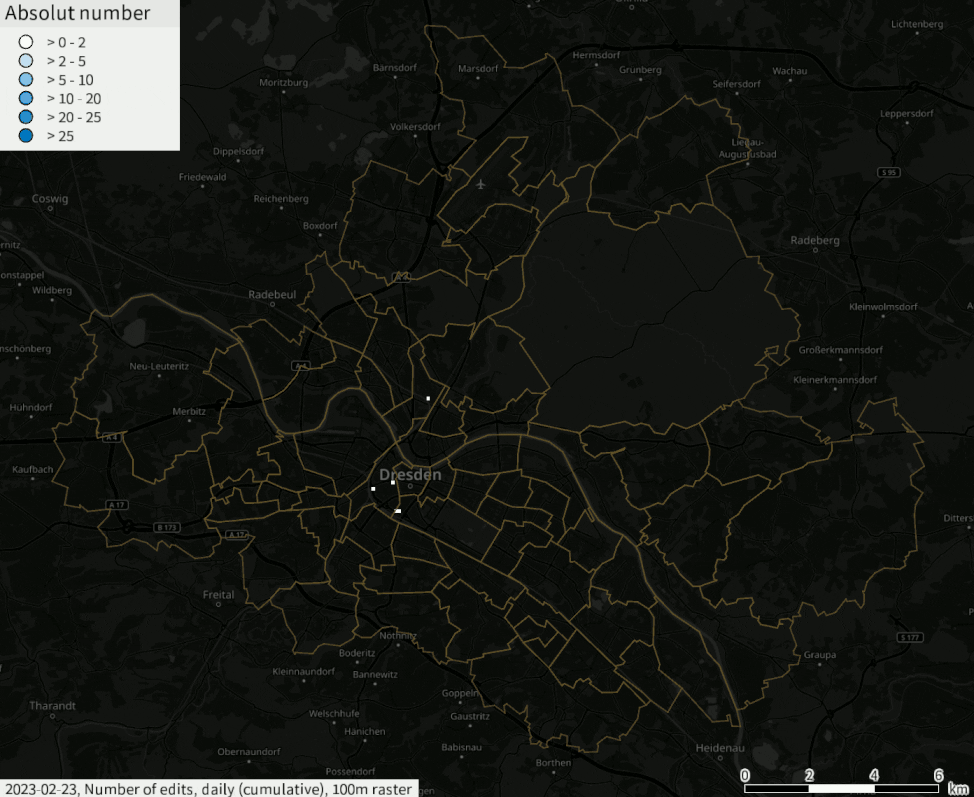 Absolut number
> 0 - 2
> 2 - 5
> 5 - 10
> 10 - 20
> 20 - 25
> 25
Lichtenberg
Hermsdorf
Bärnsdorf
Marsdorf
Grünberg
Wachau
Moritzburg
Seifersdorf
Leppersdorf
Volkersdorf
Liegau-
Augustusbad
Dippelsdorf
Friedewald
S 95
Coswig
Reichenberg
Boxdorf
Radeberg
onstappel
Wildberg
Radebeul
Kleinwolmsdorf
nschönberg
Großerkmannsdorf
A 4
Neu-Leuteritz
Kleinerkmannsdorf
Huhndorf
Merbitz
A 4
Kaufbach
Dresden
A 17
Ditters
B 173
A 17
Freital
Nöthnitz
S 177
Boderitz
Graupa
Kleinnaundorf
Bannewitz
Goppeln
Tharandt
Welschhufe
Gaustritz
Hänichen
Babisnau
Heidenau
Obernaundorf
Borthen
Possendorf
0 2 4 6
km
2023-02-23, Number of edits, daily (cumulative), 100m raster